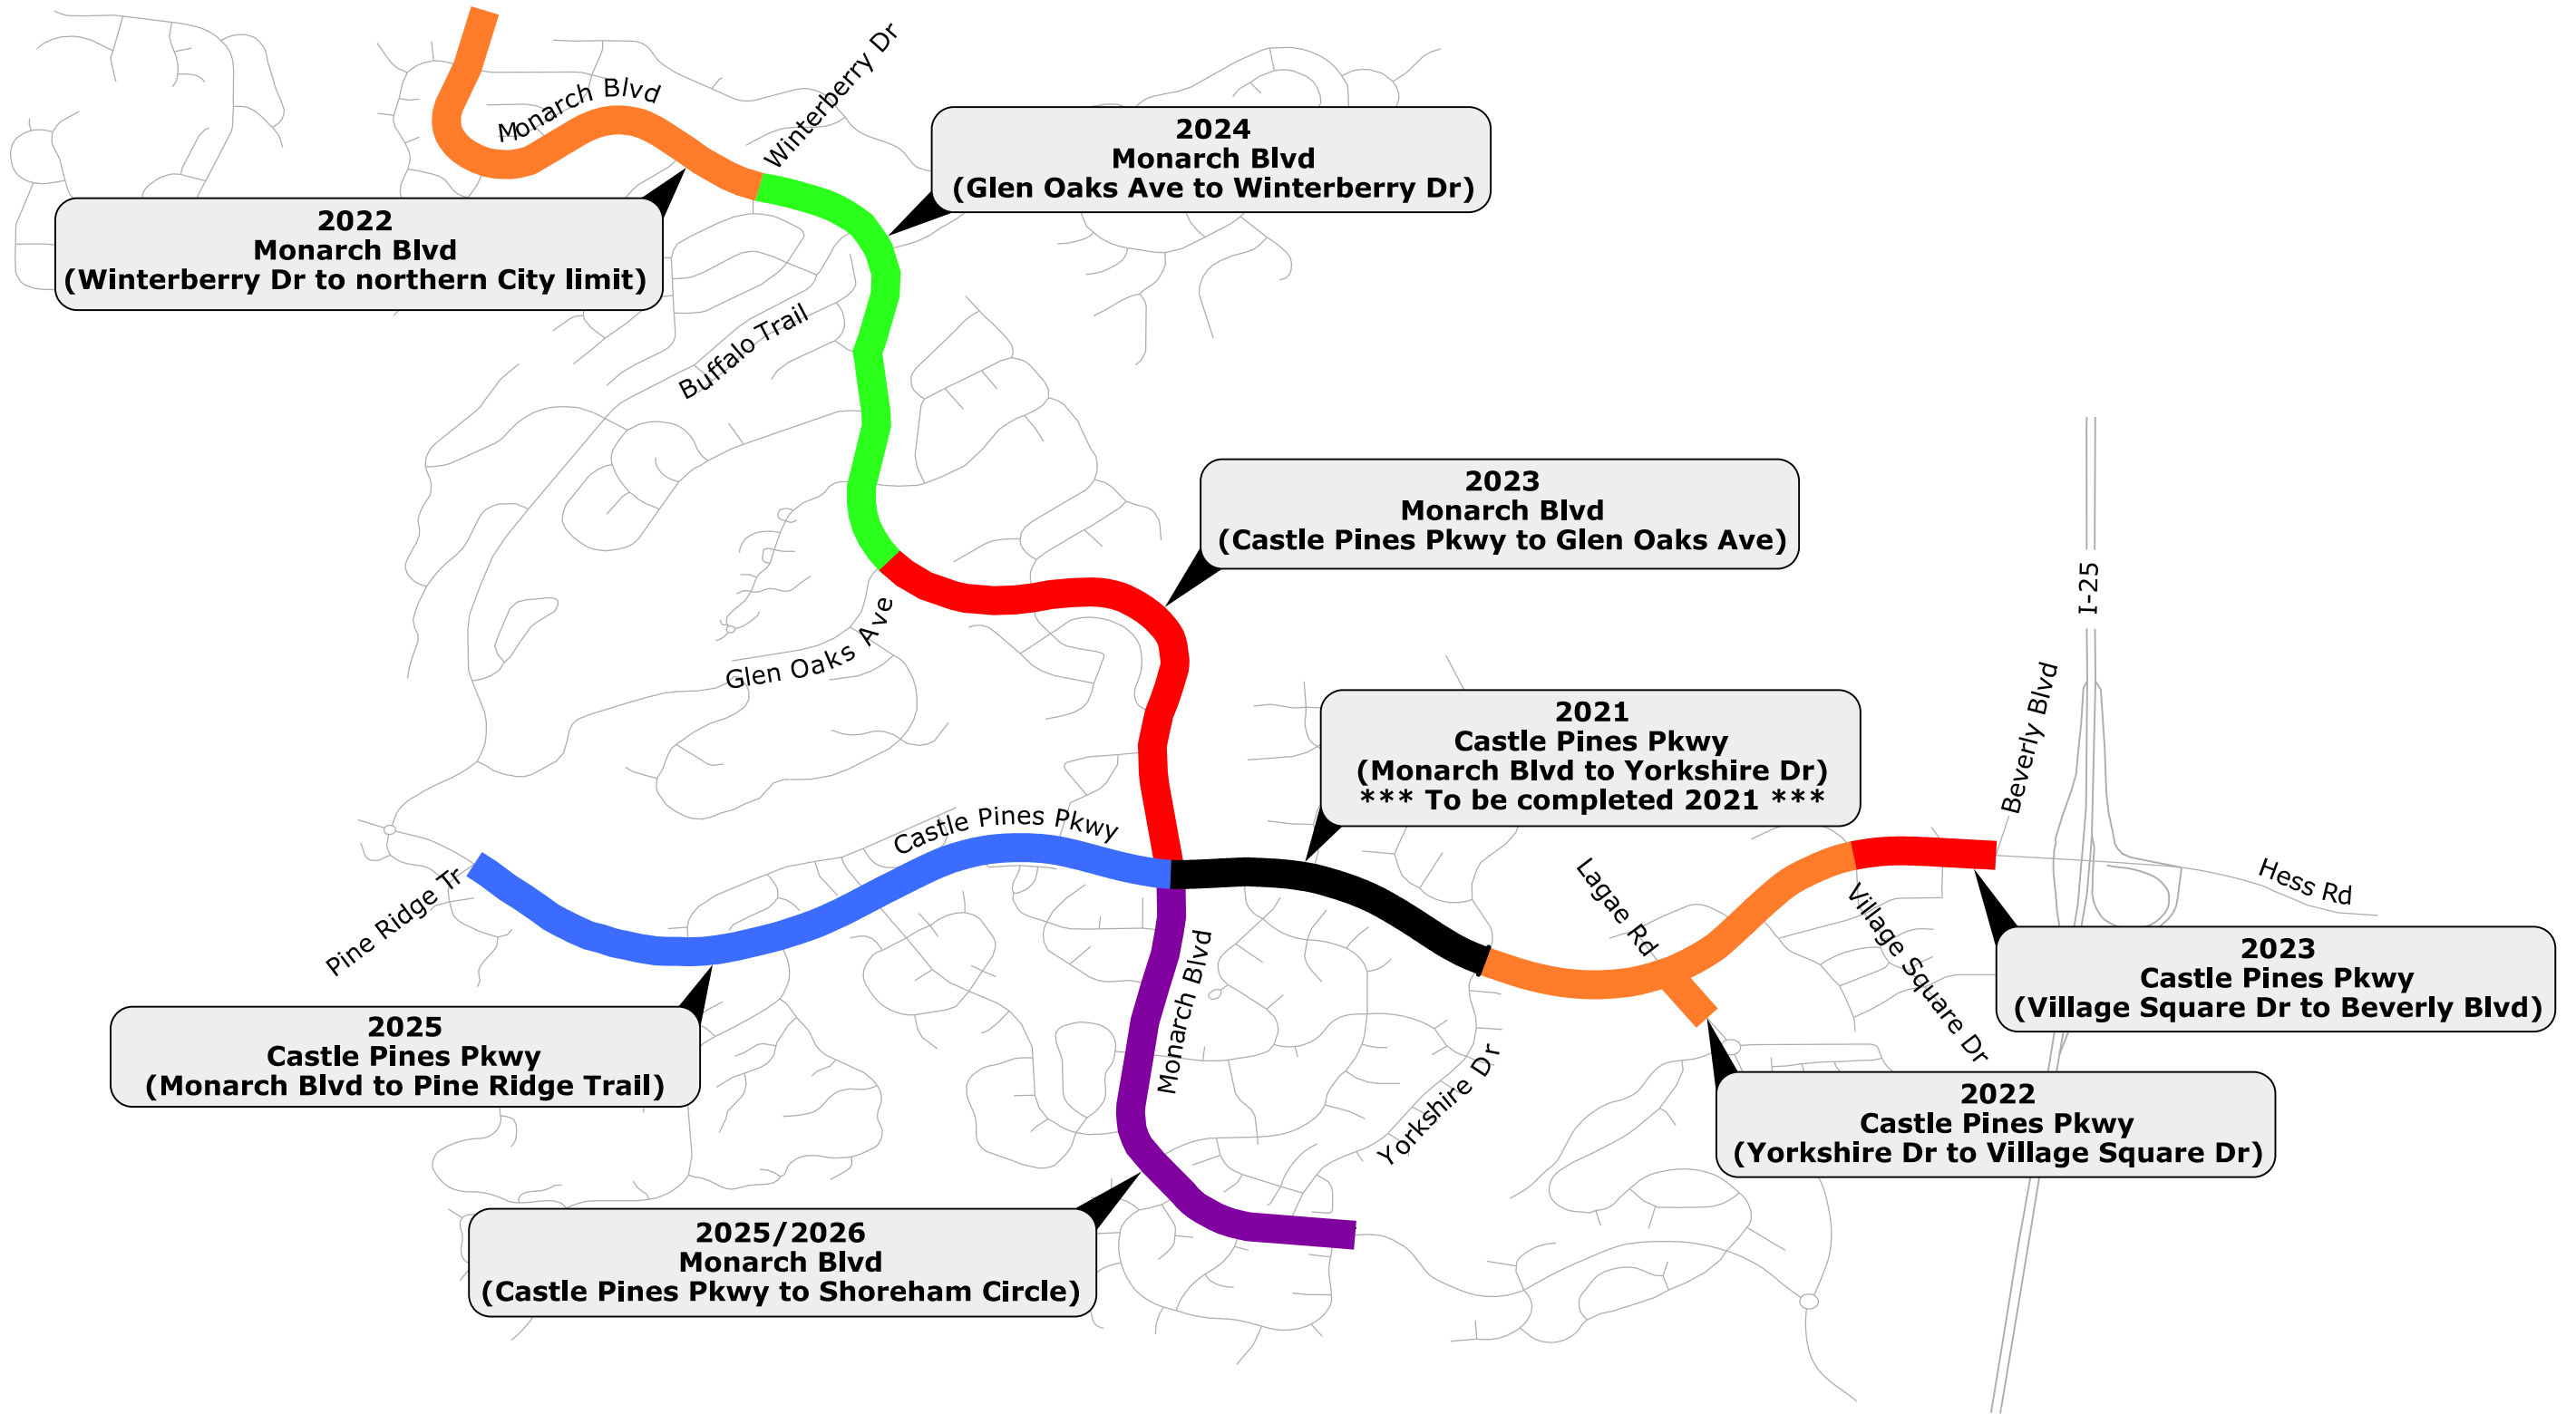 Monarch Blvd
Winterberry Dr
2024
Monarch Blvd
(Glen Oaks Ave to Winterberry Dr)
2022
Monarch Blvd
(Winterberry Dr to northern City limit)
Buffalo Trail
2023
Monarch Blvd
(Castle Pines Pkwy to Glen Oaks Ave)
I-25
Glen Oaks Ave
2021
Castle Pines Pkwy
(Monarch Blvd to Yorkshire Dr)
*** To be completed 2021 ***
Beverly Blvd
Castle Pines Pkwy
Lagae Rd
Hess Rd
Pine Ridge Tr
Village Square Dr
Monarch Blvd
2023
Castle Pines Pkwy
(Village Square Dr to Beverly Blvd)
2025
Castle Pines Pkwy
(Monarch Blvd to Pine Ridge Trail)
Yorkshire Dr
2022
Castle Pines Pkwy
(Yorkshire Dr to Village Square Dr)
2025/2026
Monarch Blvd
(Castle Pines Pkwy to Shoreham Circle)